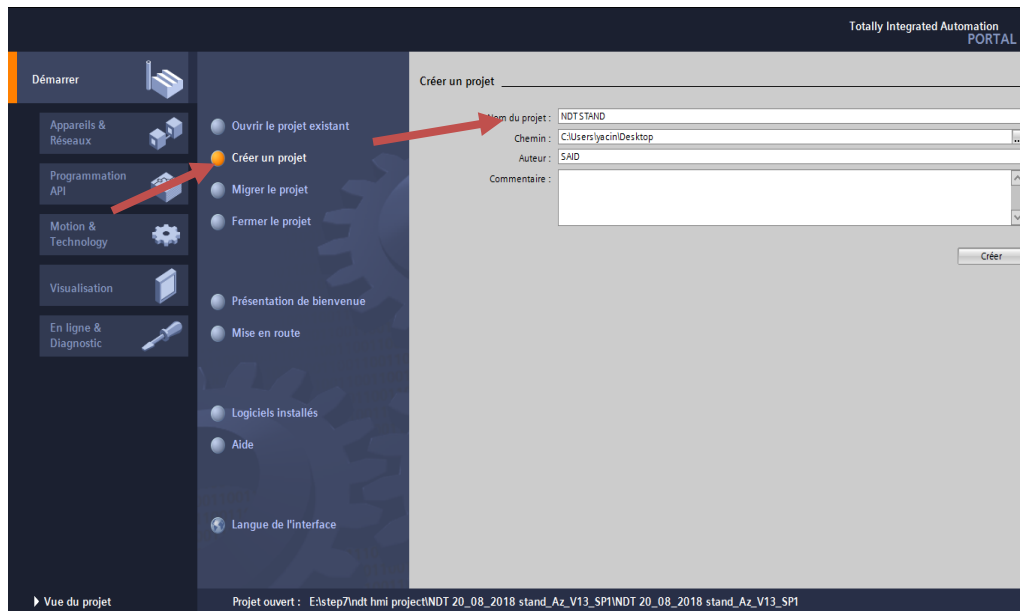 Totally Integrated Automation
PORTAL
Démarrer
Appareils &
Réseaux
Programmation
API
Motion &
Technology
Visualisation
En ligne &
Diagnostic
Ouvrir le projet existant
Créer un projet
Migrer le projet
Fermer le projet
Présentation de bienvenue
Mise en route
Logiciels installés
Aide
Langue de l'interface
Créer un projet
Nom du projet : NDT STAND
Chemin : C:\Users\yacin\Desktop
...
Auteur : SAID
Commentaire :
Créer
Vue du projet
Projet ouvert : E:\step7\ndt hmi project\NDT 20_08_2018 stand_Az_V13_SP1\NDT 20_08_2018 stand_Az_V13_SP1